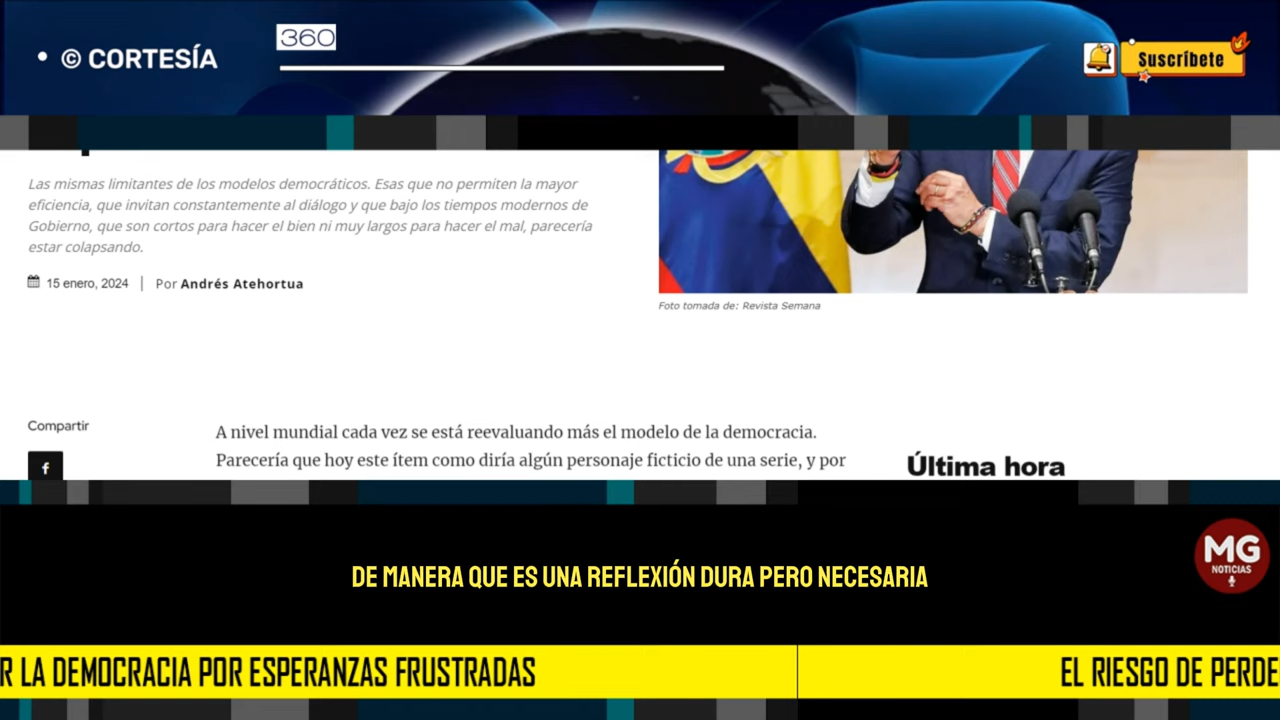 © CORTESÍA
360
Suscríbete
Las mismas limitantes de los modelos democráticos. Esas que no permiten la mayor
eficiencia, que invitan constantemente al diálogo y que bajo los tiempos modernos de
Gobierno, que son cortos para hacer el bien ni muy largos para hacer el mal, parecería
estar colapsando.
15 enero, 2024 | Por Andrés Atehortua
Foto tomada de: Revista Semana
Compartir
f
A nivel mundial cada vez se está reevaluando más el modelo de la democracia.
Parecería que hoy este ítem como diría algún personaje ficticio de una serie, y por
Última hora
MG
NOTICIAS
DE MANERA QUE ES UNA REFLEXIÓN DURA PERO NECESARIA
R LA DEMOCRACIA POR ESPERANZAS FRUSTRADAS
EL RIESGO DE PERDE